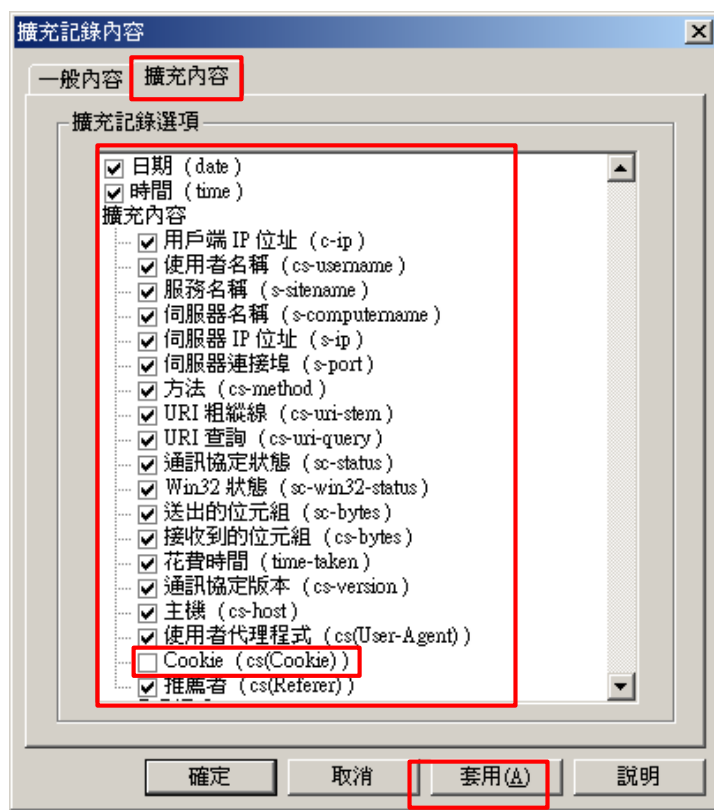 擴充記錄內容
一般內容 擴充內容
擴充記錄選項
日期 ( date )
時間 ( time )
擴充內容
用戶端 IP 位址 ( c-ip )
使用者名稱 ( cs-username )
服務名稱 ( s-sitename )
伺服器名稱 ( s-computername )
伺服器 IP 位址 ( s-ip )
伺服器連接埠 ( s-port )
方法 ( cs-method )
URI 粗縱線 ( cs-uri-stem )
URI 查詢 ( cs-uri-query )
通訊協定狀態 ( sc-status )
Win32 狀態 ( sc-win32-status )
送出的位元組 ( sc-bytes )
接收到的位元組 ( cs-bytes )
花費時間 ( time-taken )
通訊協定版本 ( cs-version )
主機 ( cs-host )
使用者代理程式 ( cs(User-Agent) )
Cookie ( cs(Cookie) )
推薦者 ( cs(Referer) )
確定 取消 套用(A) 說明